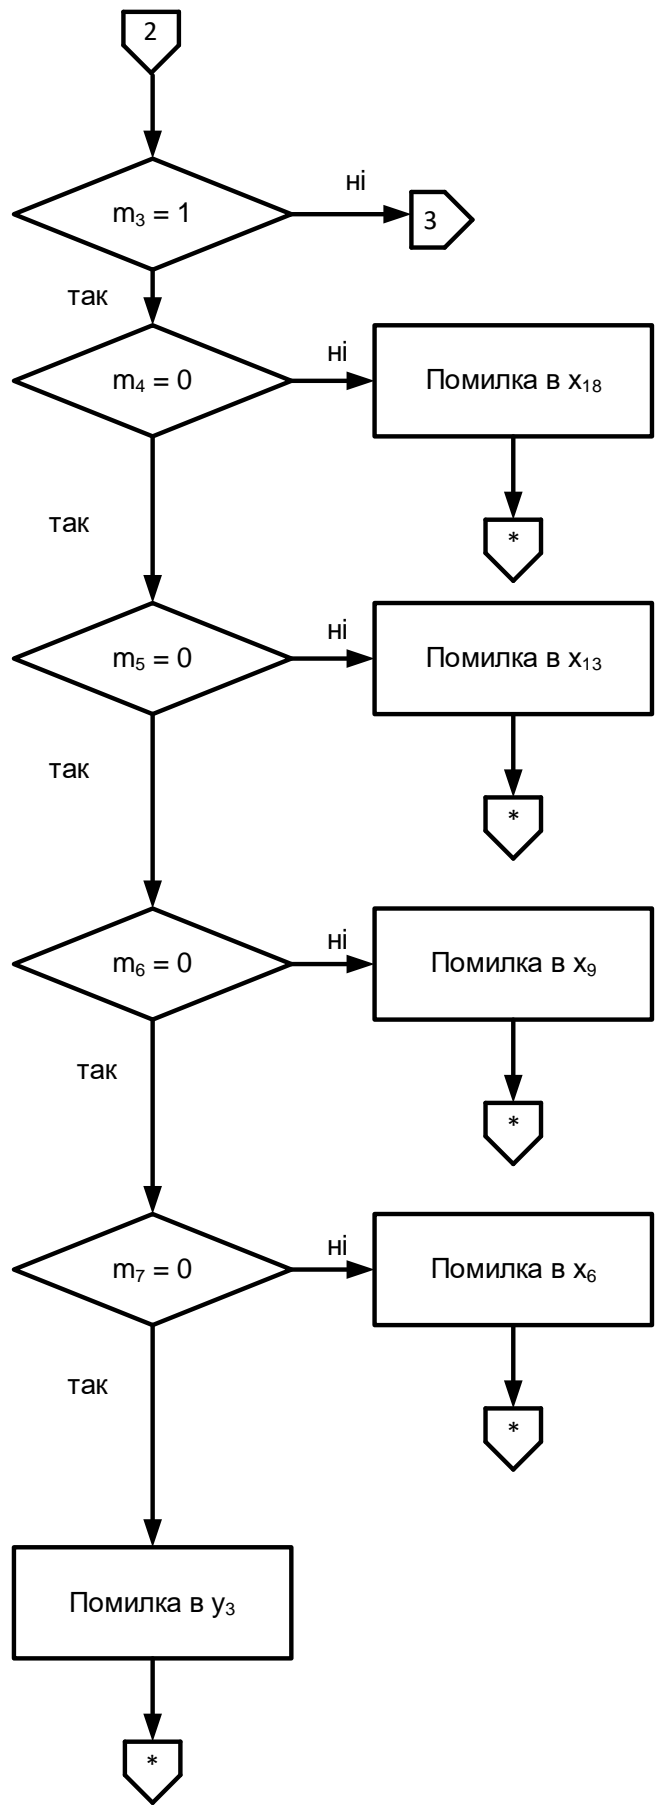 2
m₃ = 1
ні
3
так
m₄ = 0
ні
Помилка в x₁₈
*
так
m₅ = 0
ні
Помилка в x₁₃
*
так
m₆ = 0
ні
Помилка в x₉
*
так
m₇ = 0
ні
Помилка в x₆
*
так
Помилка в y₃
*